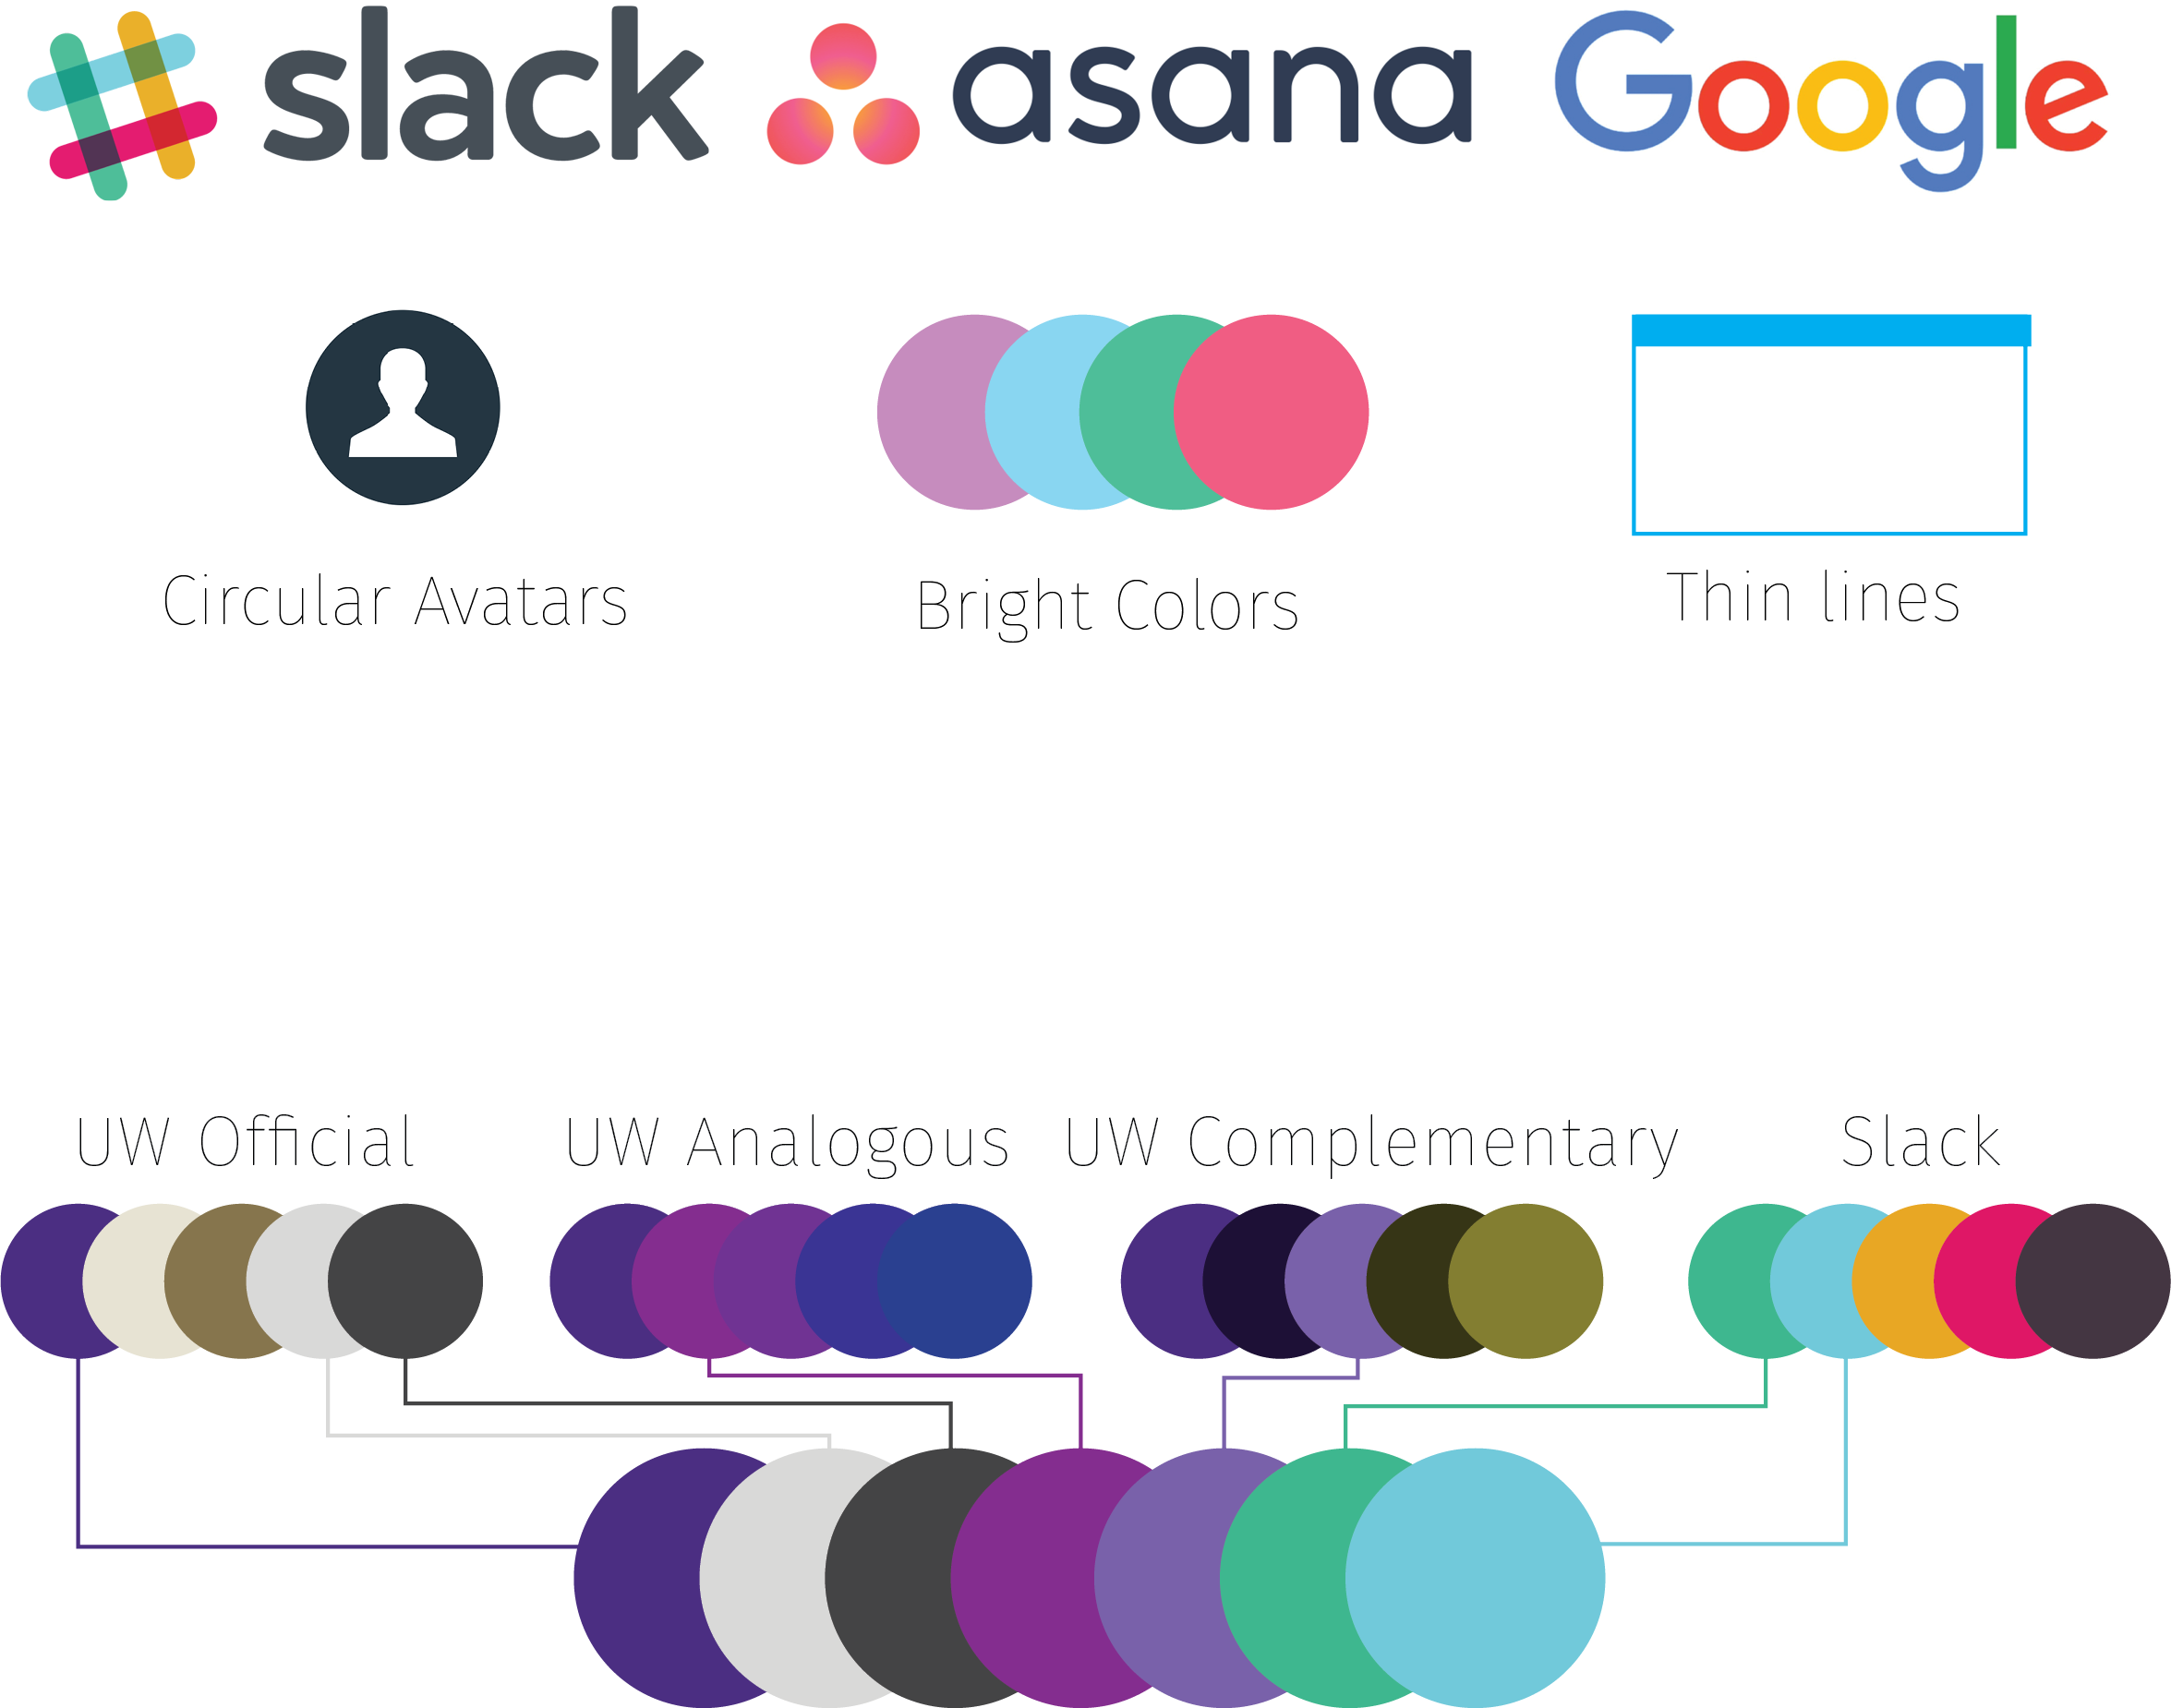 slack asana Google
Circular Avatars Bright Colors Thin lines
UW Official UW Analogous UW Complementary Slack